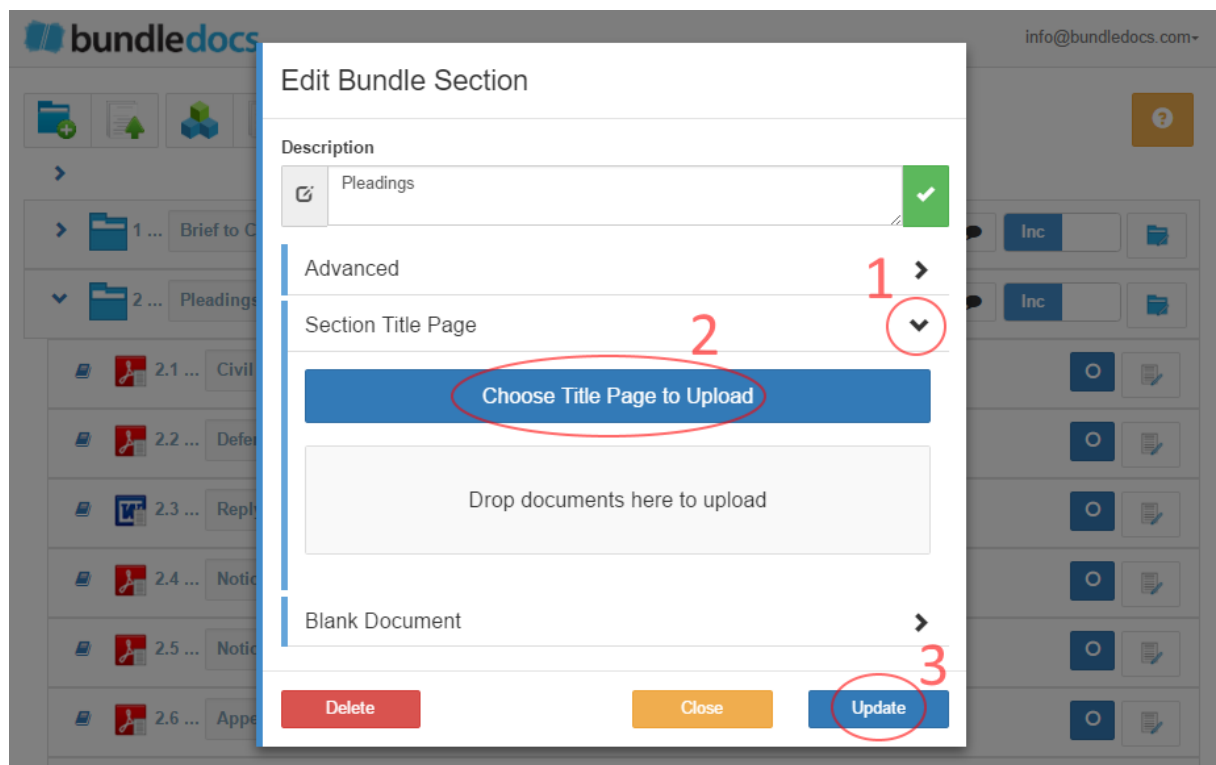 bundledocs
info@bundledocs.com
Edit Bundle Section
Description
Pleadings
1 ... Brief to C
Inc
Advanced
1
2 ... Pleadings
Inc
Section Title Page
2
2.1 ... Civil
Choose Title Page to Upload
O
2.2 ... Defe
O
2.3 ... Reply
Drop documents here to upload
O
2.4 ... Notic
O
Blank Document
2.5 ... Notic
O
3
2.6 ... Appe
Delete
Close
Update
O